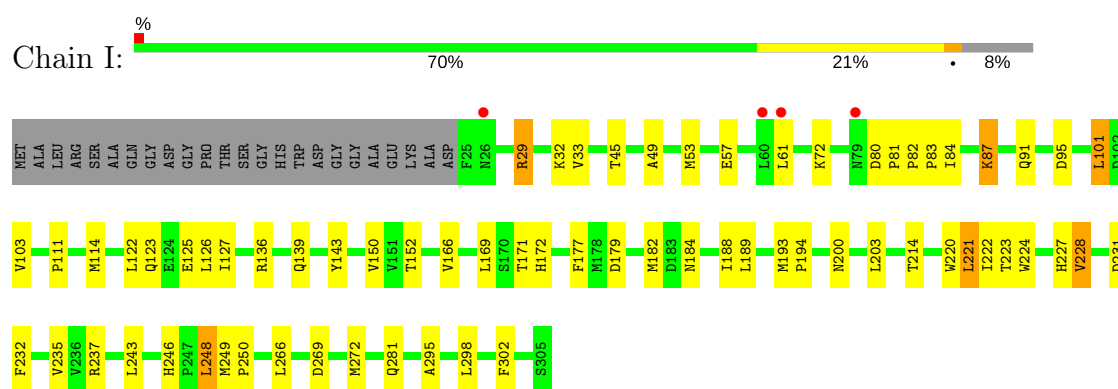 %
Chain I:
70% 21% • 8%
MET ALA LEU ARG SER ALA GLN GLY ASP GLY PRO THR SER GLY HIS TRP ASP GLY GLY ALA GLU LYS ALA ASP F25 N26 R29 K32 V33 T45 A49 M53 E57 L60 L61 K72 N79 D80 P81 P82 P83 I84 K87 Q91 D95 L101
V103 P111 M114 L122 Q123 E124 E125 L126 I127 R136 Q139 Y143 V150 V151 T152 V166 L169 S170 T171 H172 F177 M178 D179 M182 D183 N184 I188 L189 M193 P194 N200 L203 T214 W220 L221 I222 T223 W224 H227 V228
F232 V235 V236 R237 L243 H246 P247 L248 M249 P250 L266 D269 M272 Q281 A295 L298 F302 S305